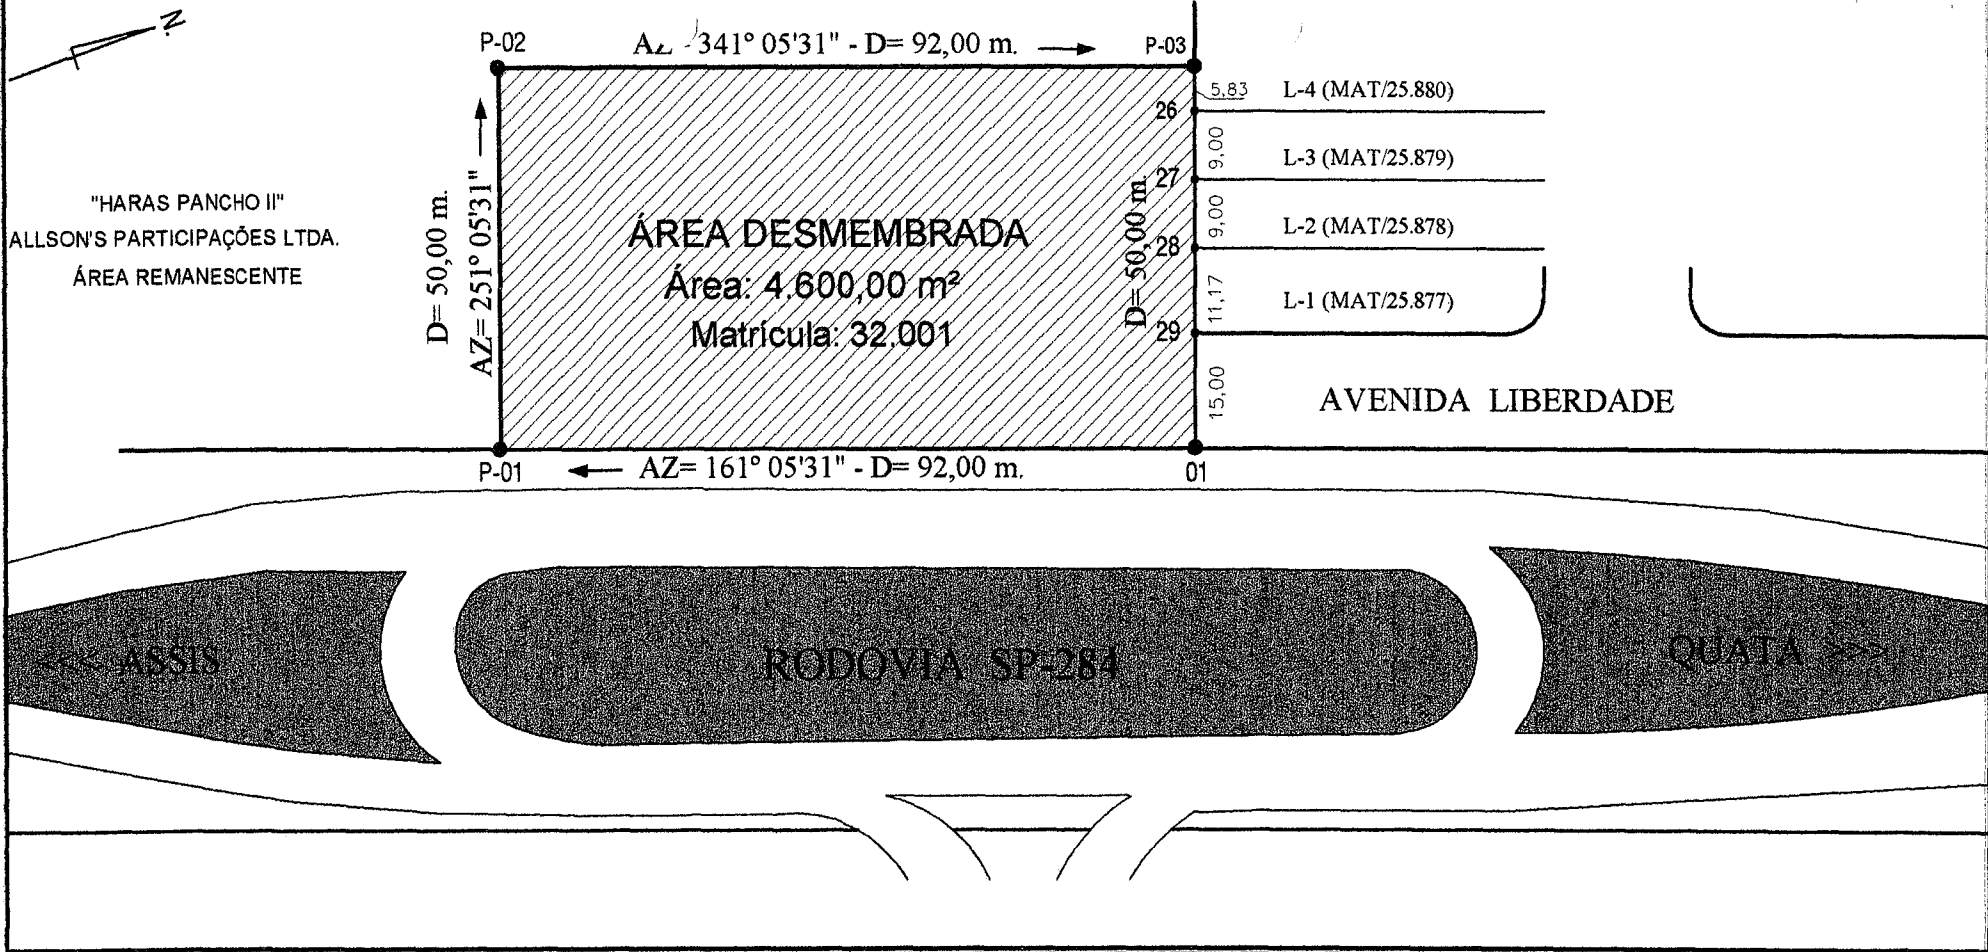 N
P-02
AZ - 341° 05'31" - D= 92,00 m.
P-03
5,83
L-4 (MAT/25.880)
26
9,00
L-3 (MAT/25.879)
27
9,00
L-2 (MAT/25.878)
28
11,17
L-1 (MAT/25.877)
29
15,00
D= 50,00 m.
"HARAS PANCHO II"
ALLSON'S PARTICIPAÇÕES LTDA.
ÁREA REMANESCENTE
D= 50,00 m.
AZ= 251° 05'31"
ÁREA DESMEMBRADA
Área: 4.600,00 m²
Matrícula: 32.001
AVENIDA LIBERDADE
P-01
AZ= 161° 05'31" - D= 92,00 m.
01
<<< ASSIS
RODOVIA SP-284
QUATÁ >>>